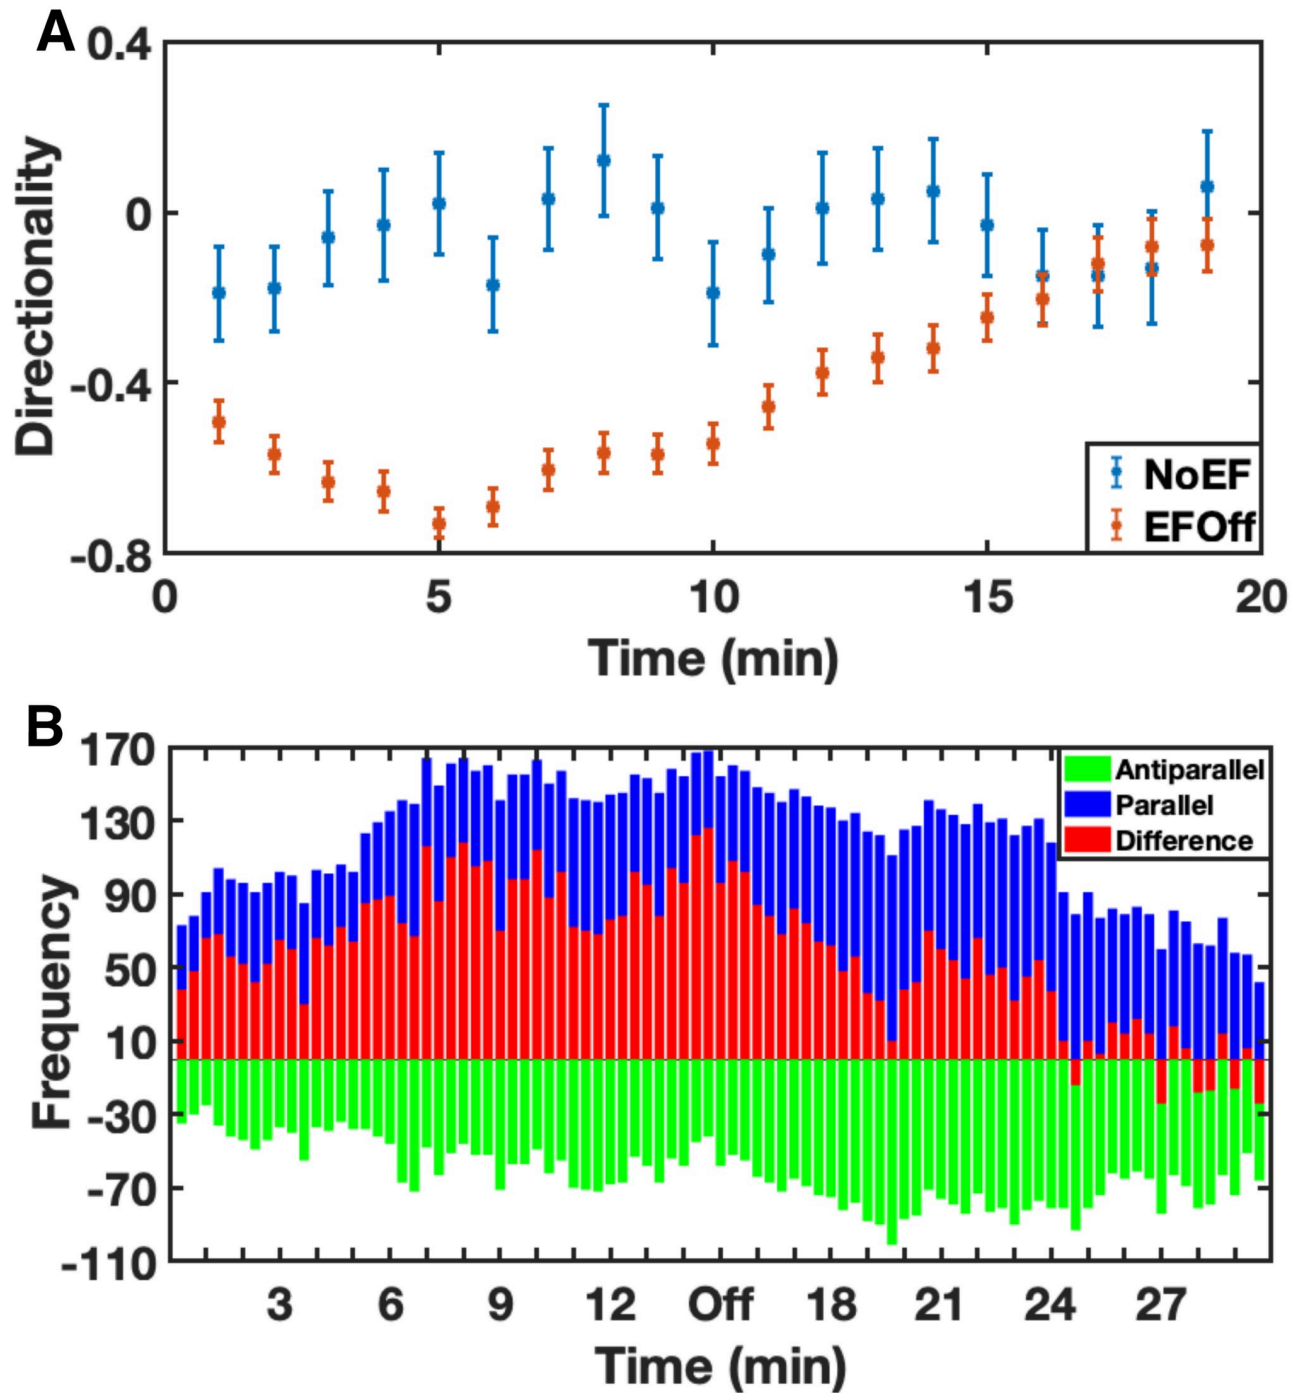 A
0.4
0
-0.4
-0.8
Directionality
NoEF
EFOff
0 5 10 15 20
Time (min)
B
170
130
90
50
10
-30
-70
-110
Frequency
Antiparallel
Parallel
Difference
3 6 9 12 Off 18 21 24 27
Time (min)